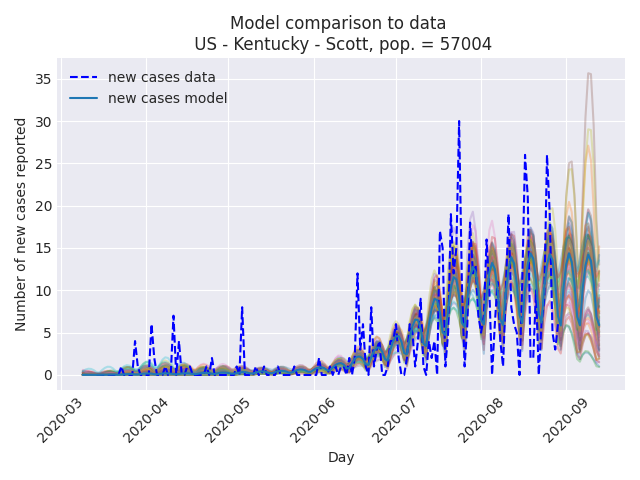 Model comparison to data
US - Kentucky - Scott, pop. = 57004
new cases data
new cases model
Number of new cases reported
35
30
25
20
15
10
5
0
2020-03
2020-04
2020-05
2020-06
2020-07
2020-08
2020-09
Day